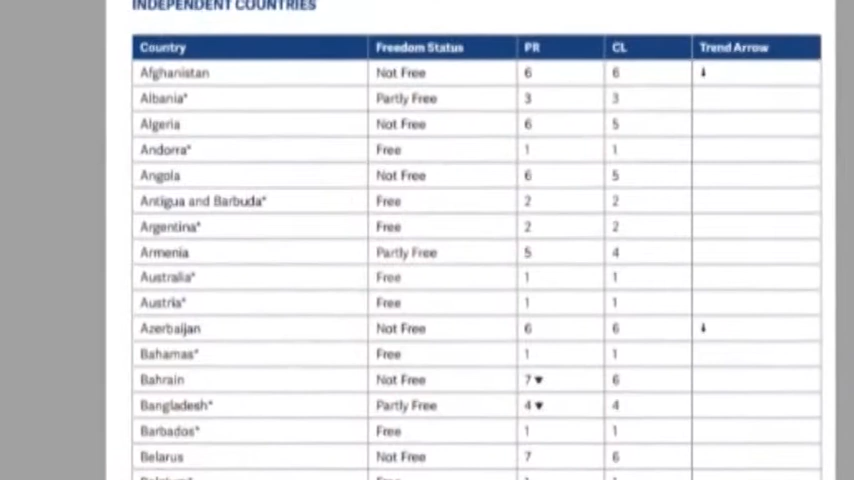 INDEPENDENT COUNTRIES
Country Freedom Status PR CL Trend Arrow
Afghanistan Not Free 6 6 ↓
Albania* Partly Free 3 3
Algeria Not Free 6 5
Andorra* Free 1 1
Angola Not Free 6 5
Antigua and Barbuda* Free 2 2
Argentina* Free 2 2
Armenia Partly Free 5 4
Australia* Free 1 1
Austria* Free 1 1
Azerbaijan Not Free 6 6 ↓
Bahamas* Free 1 1
Bahrain Not Free 7 ▼ 6
Bangladesh* Partly Free 4 ▼ 4
Barbados* Free 1 1
Belarus Not Free 7 6